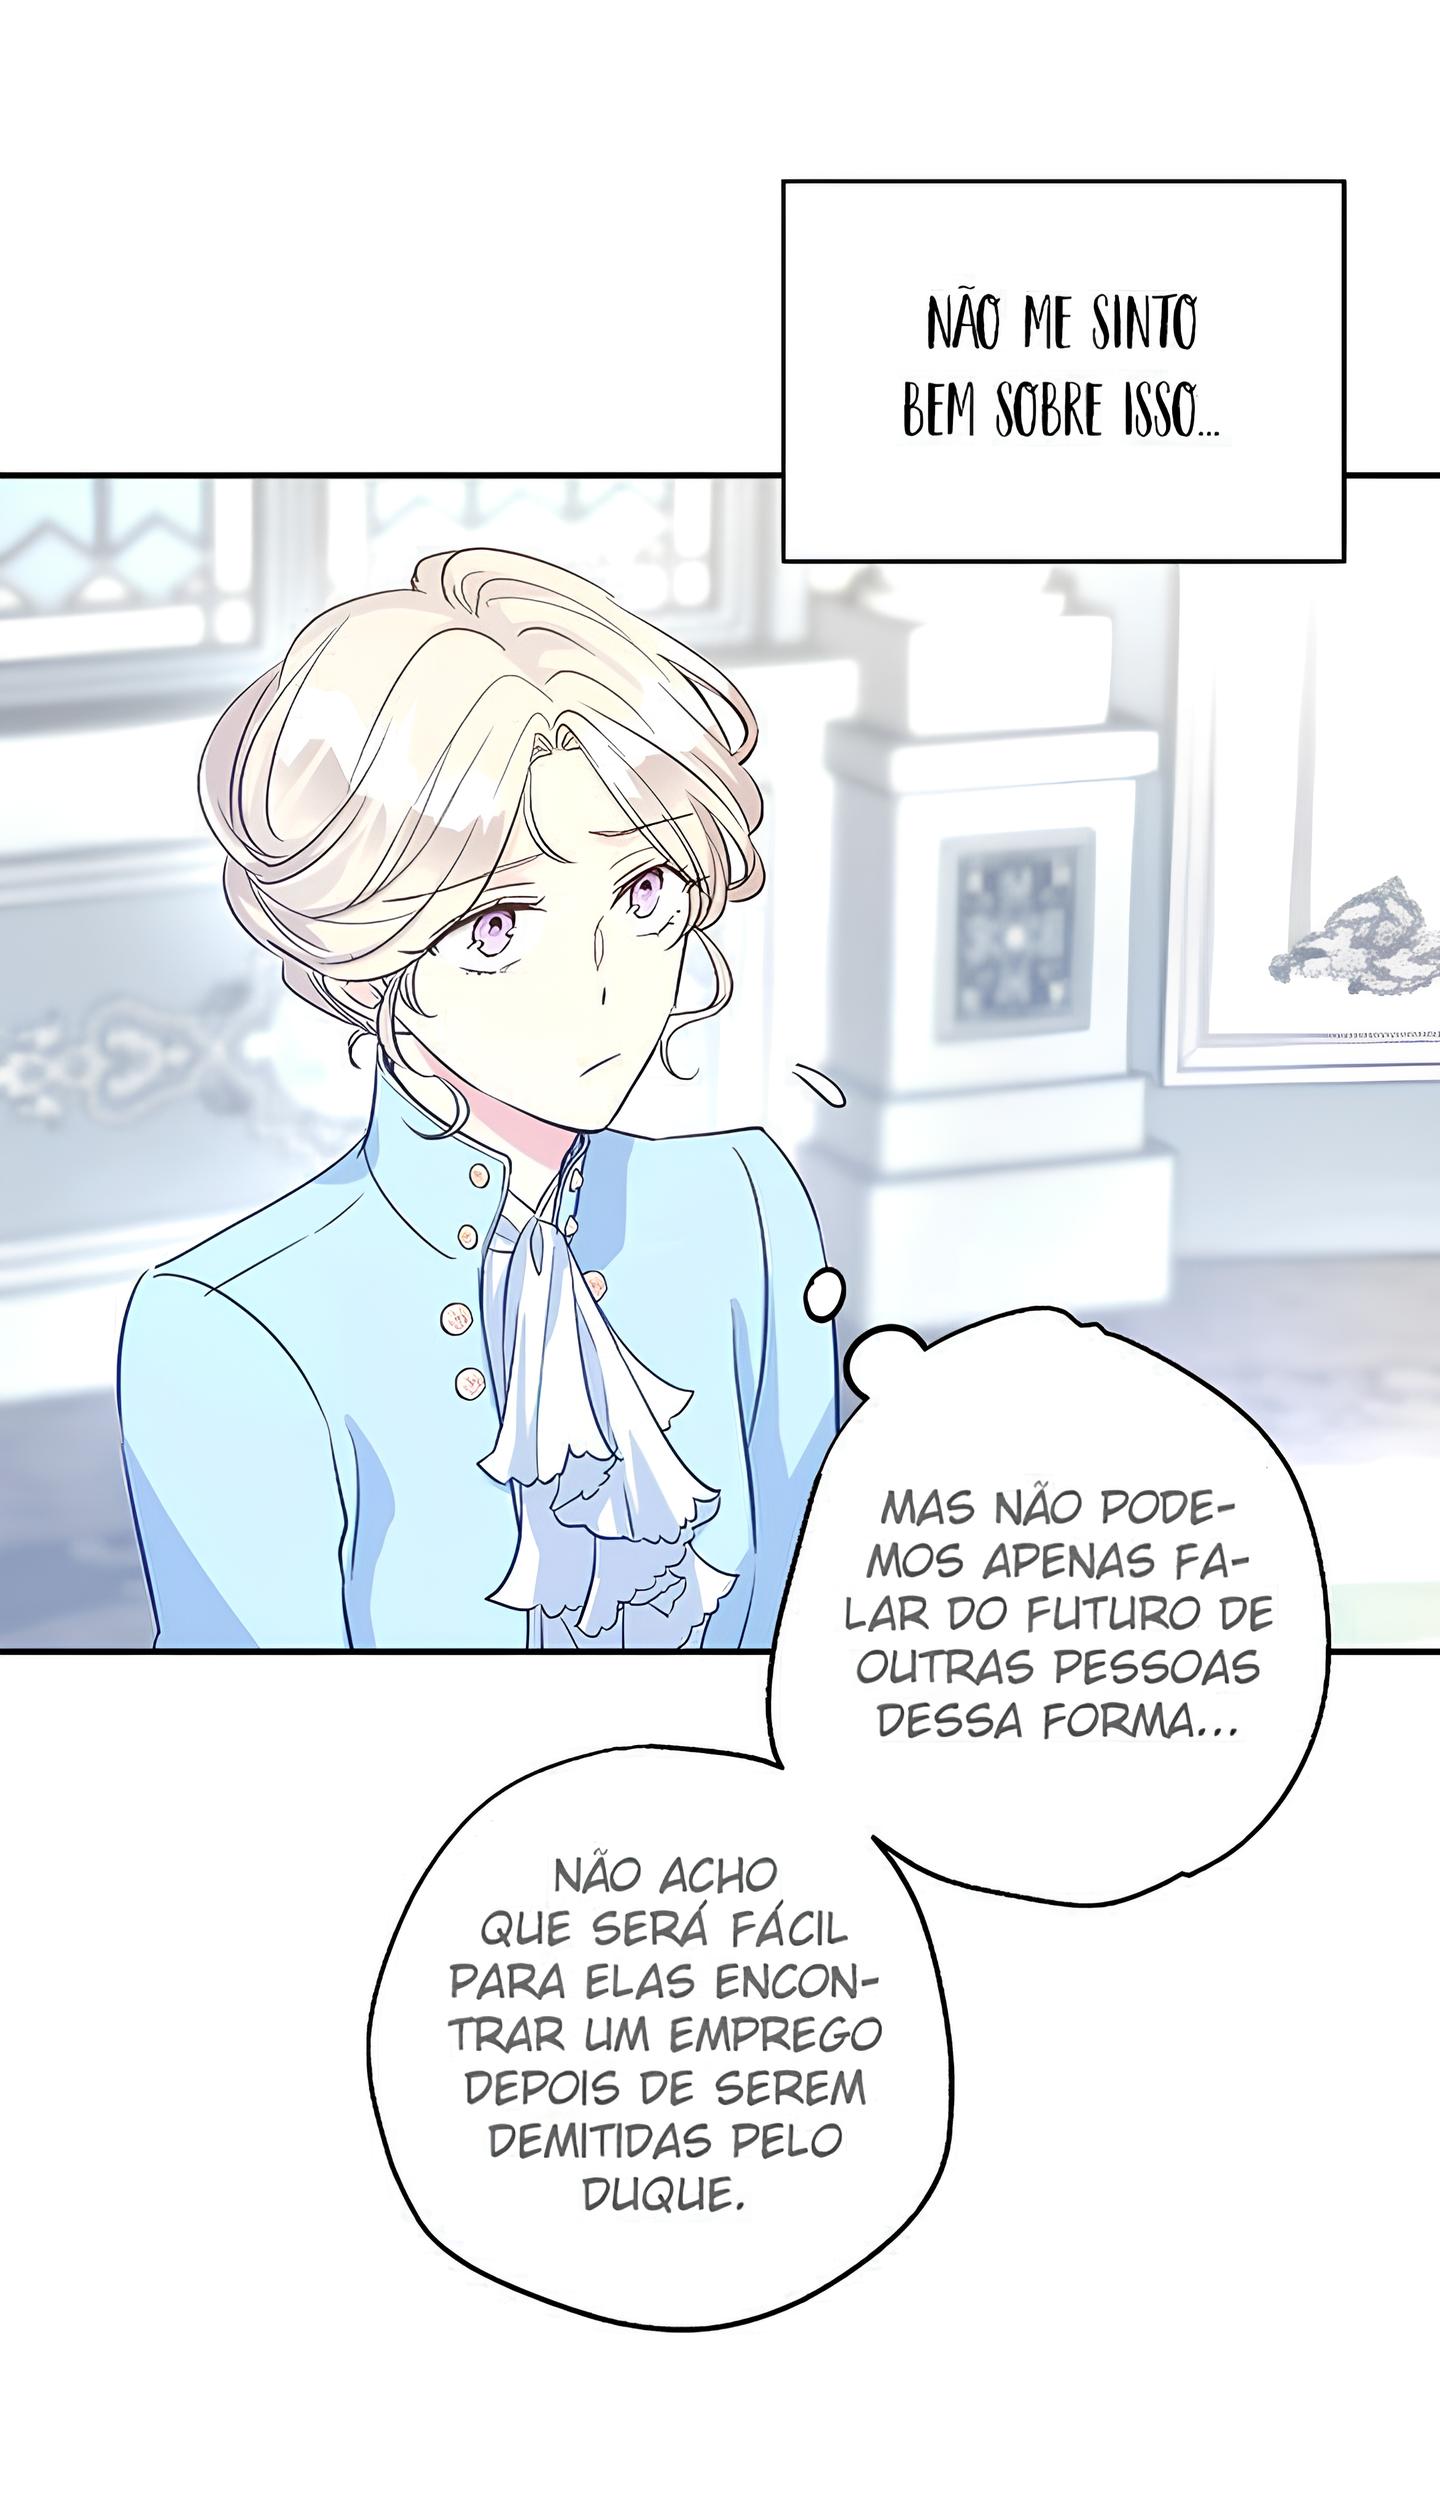 NÃO ME SINTO
BEM SOBRE ISSO...
MAS NÃO PODE-
MOS APENAS FA-
LAR DO FUTURO DE
OUTRAS PESSOAS
DESSA FORMA...
NÃO ACHO
QUE SERÁ FÁCIL
PARA ELAS ENCON-
TRAR UM EMPREGO
DEPOIS DE SEREM
DEMITIDAS PELO
DUQUE.